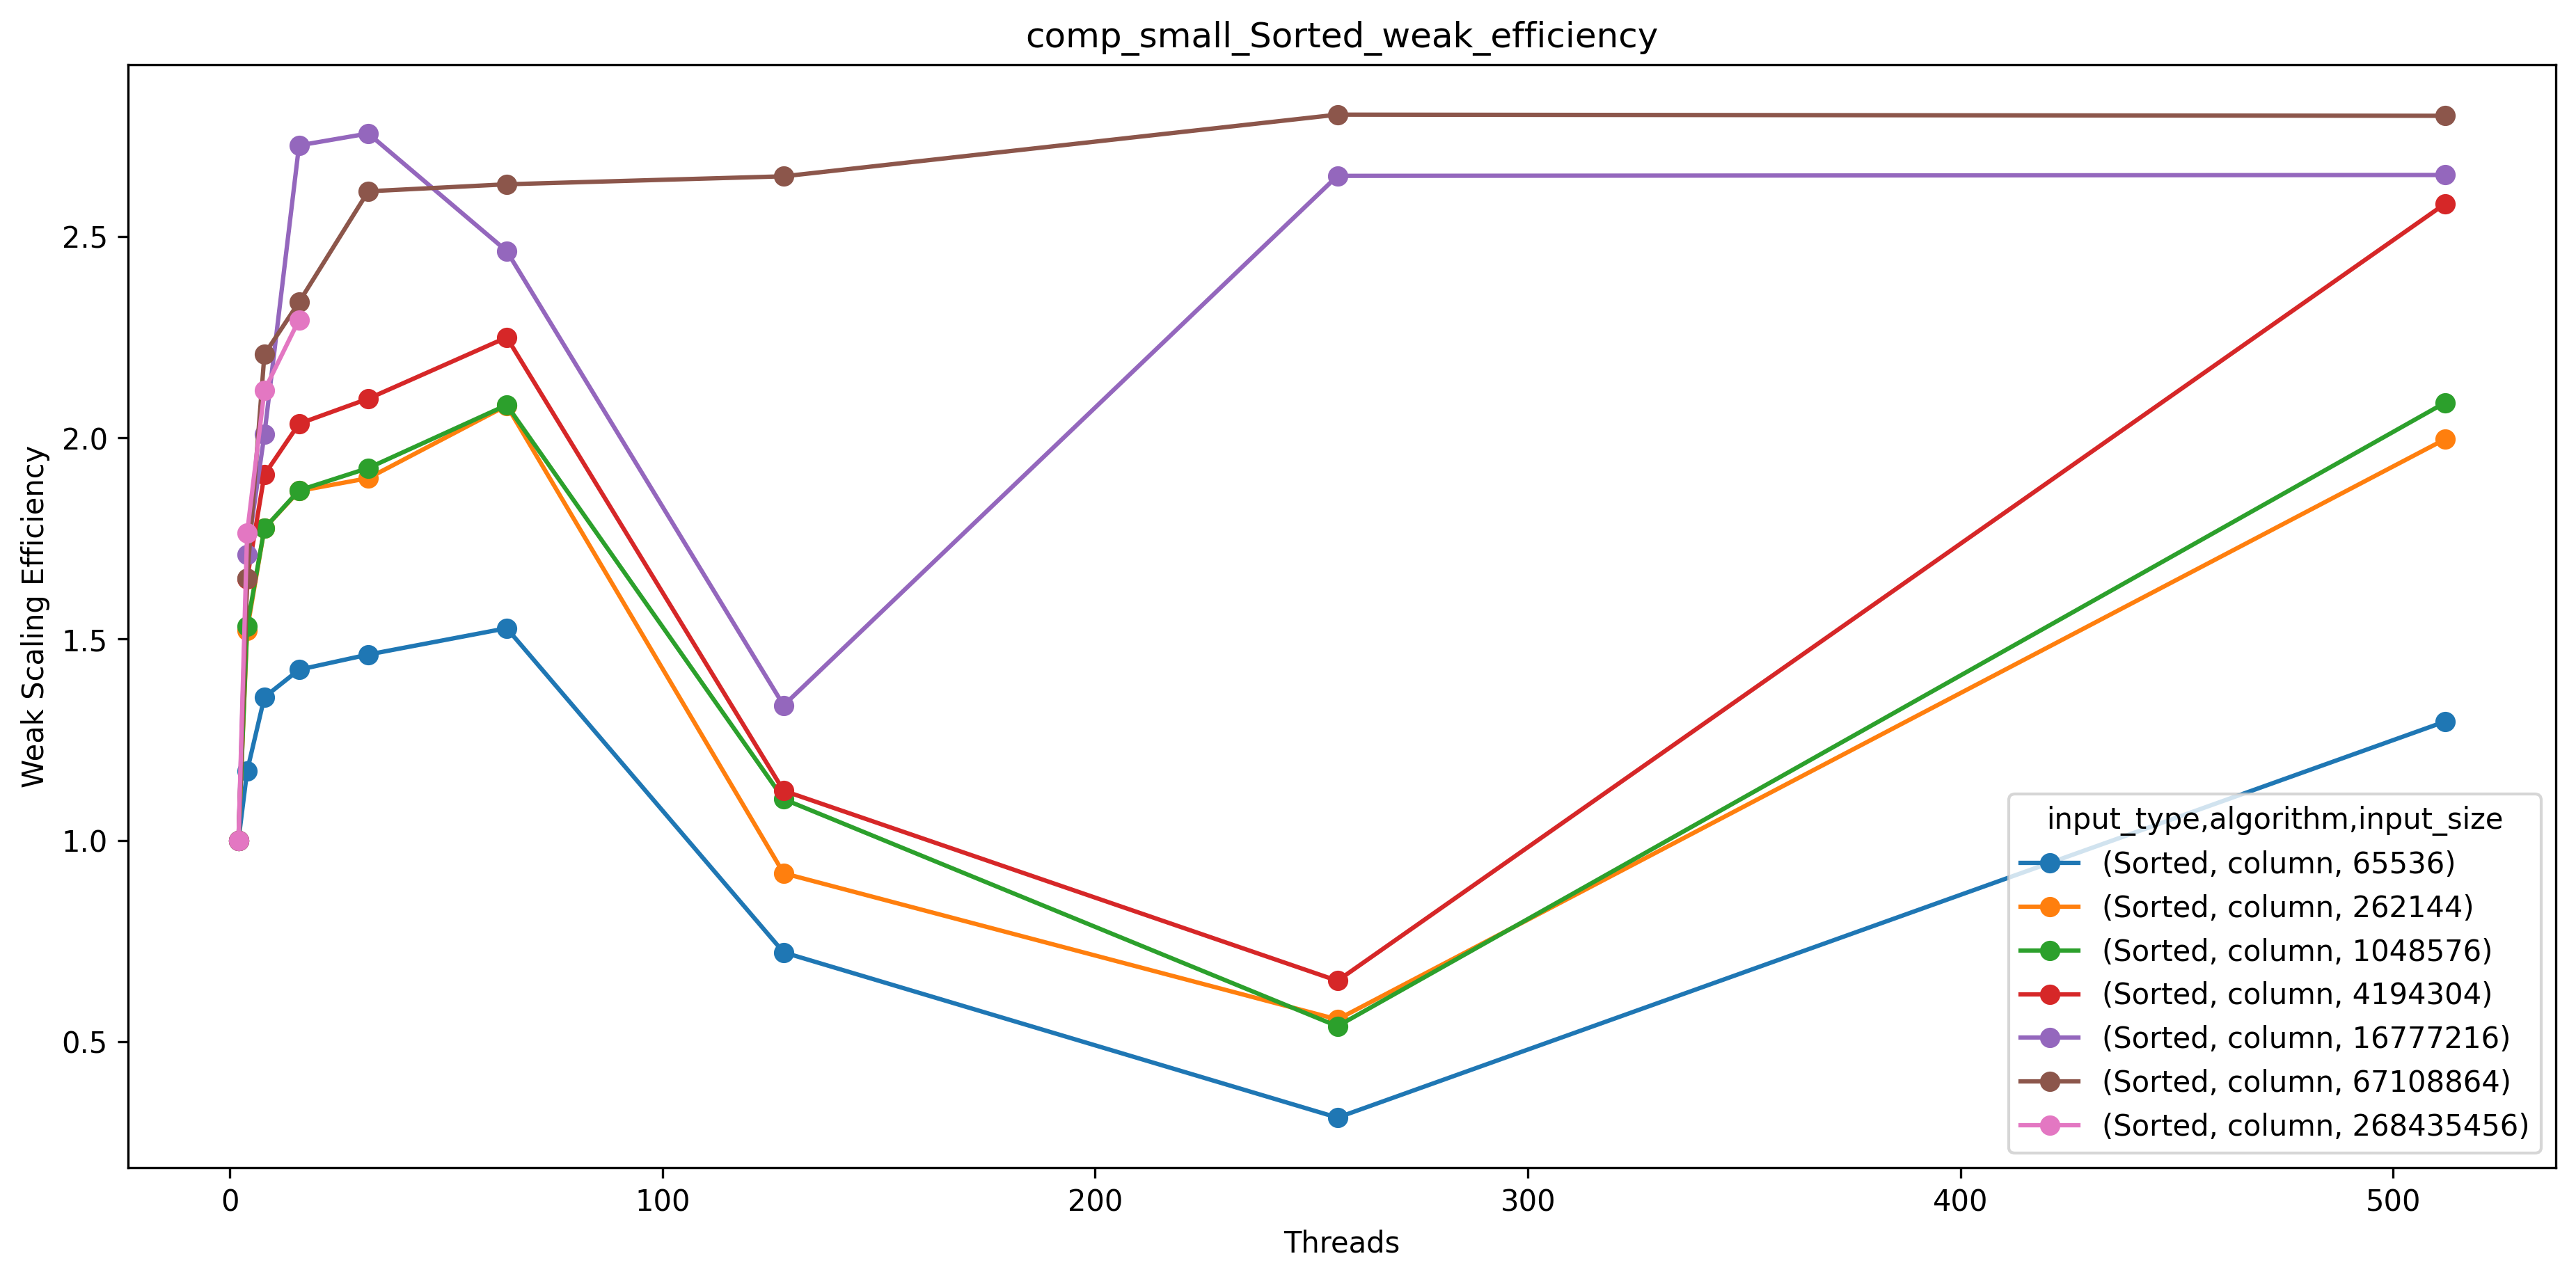 comp_small_Sorted_weak_efficiency
Weak Scaling Efficiency
2.5
2.0
1.5
1.0
0.5
0
100
200
300
400
500
Threads
input_type,algorithm,input_size
(Sorted, column, 65536)
(Sorted, column, 262144)
(Sorted, column, 1048576)
(Sorted, column, 4194304)
(Sorted, column, 16777216)
(Sorted, column, 67108864)
(Sorted, column, 268435456)